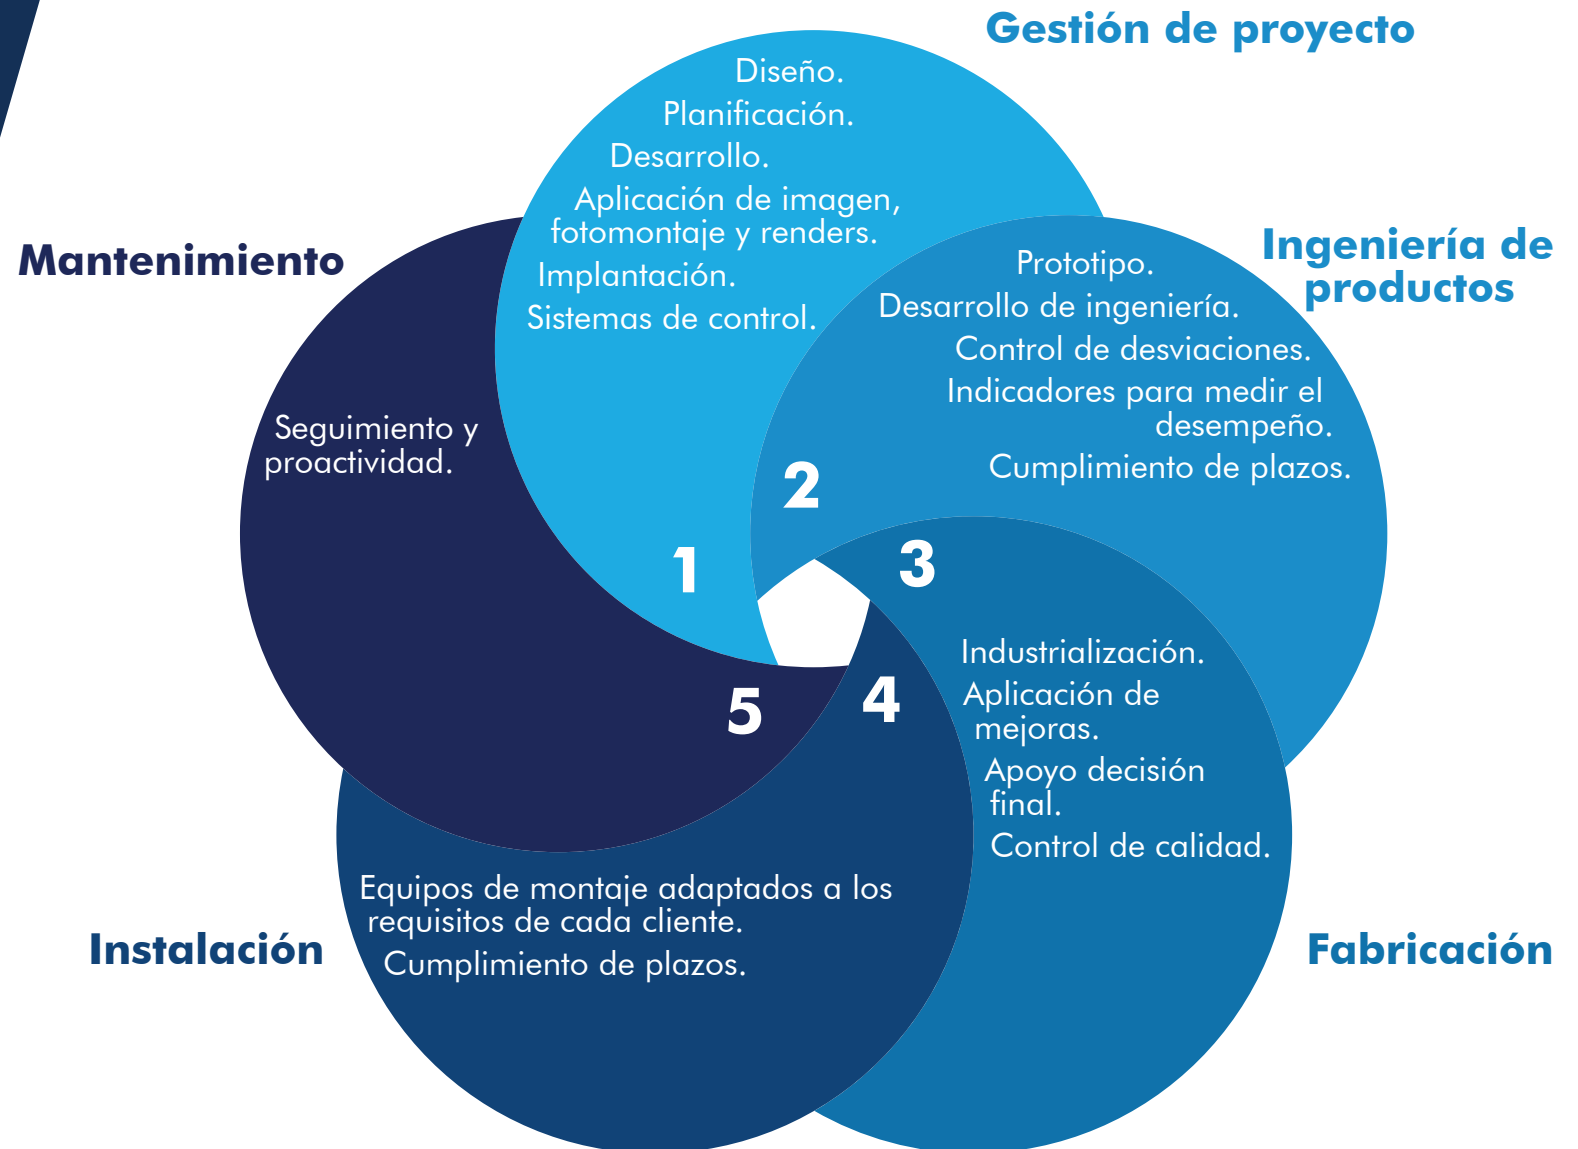 Gestión de proyecto
Diseño.
Planificación.
Desarrollo.
Aplicación de imagen,
fotomontaje y renders.
Implantación.
Sistemas de control.
1
Ingeniería de
productos
Prototipo.
Desarrollo de ingeniería.
Control de desviaciones.
Indicadores para medir el
desempeño.
Cumplimiento de plazos.
2
3
Industrialización.
Aplicación de
mejoras.
Apoyo decisión
final.
Control de calidad.
Fabricación
4
Equipos de montaje adaptados a los
requisitos de cada cliente.
Cumplimiento de plazos.
Instalación
5
Mantenimiento
Seguimiento y
proactividad.